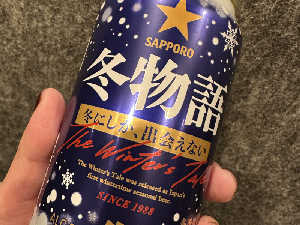 SAPPORO
冬物語
冬にしか、出会えない
The Winter's Tale
The Winter's Tale was released as Japan's
first wintertime seasonal beer.
SINCE 1988